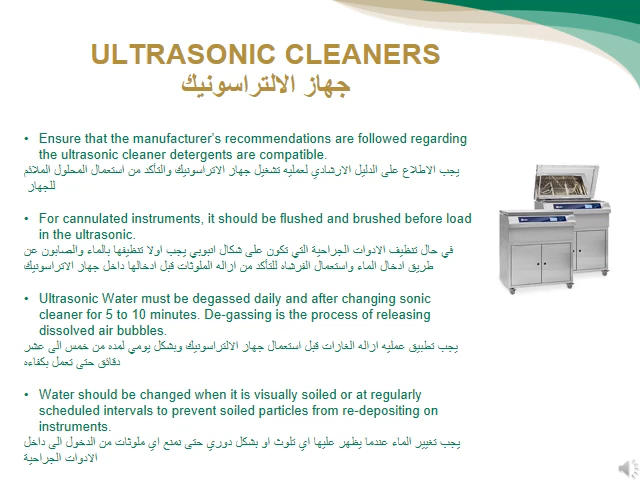 ULTRASONIC CLEANERS
جهاز الالتراسونيك
• Ensure that the manufacturer's recommendations are followed regarding
the ultrasonic cleaner detergents are compatible.
يجب الاطلاع على الدليل الارشادي لعمليه تشغيل جهاز الاتراسونيك والتأكد من استعمال المحلول الملائم
للجهاز
• For cannulated instruments, it should be flushed and brushed before load
in the ultrasonic.
في حال تنظيف الادوات الجراحية التي تكون على شكل انبوبي يجب اولا تنظيفها بالماء والصابون عن
طريق ادخال الماء واستعمال الفرشاه للتأكد من ازاله الملوثات قبل ادخالها داخل جهاز الاتراسونيك
• Ultrasonic Water must be degassed daily and after changing sonic
cleaner for 5 to 10 minutes. De-gassing is the process of releasing
dissolved air bubbles.
يجب تطبيق عمليه ازاله الغازات قبل استعمال جهاز الالتراسونيك وبشكل يومي لمده من خمس الى عشر
دقائق حتى تعمل بكفاءه
• Water should be changed when it is visually soiled or at regularly
scheduled intervals to prevent soiled particles from re-depositing on
instruments.
يجب تغيير الماء عندما يظهر عليها اي تلوث او بشكل دوري حتى نمنع اي ملوثات من الدخول الى داخل
الادوات الجراحية